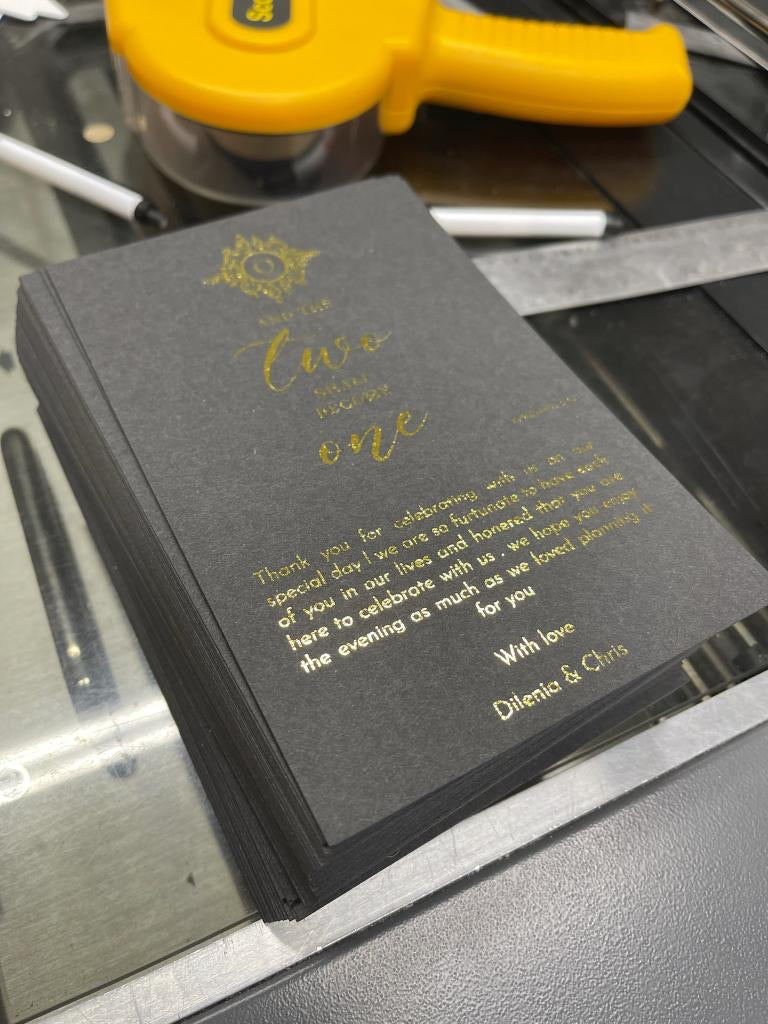 AND THE
two
SHALL
BECOME
one
Thank you for celebrating with us on our
special day ! we are so furtunate to have each
of you in our lives and honered that you are
here to celebrate with us . we hope you enjoy
the evening as much as we loved planning it
for you
With love
Dilenia & Chris